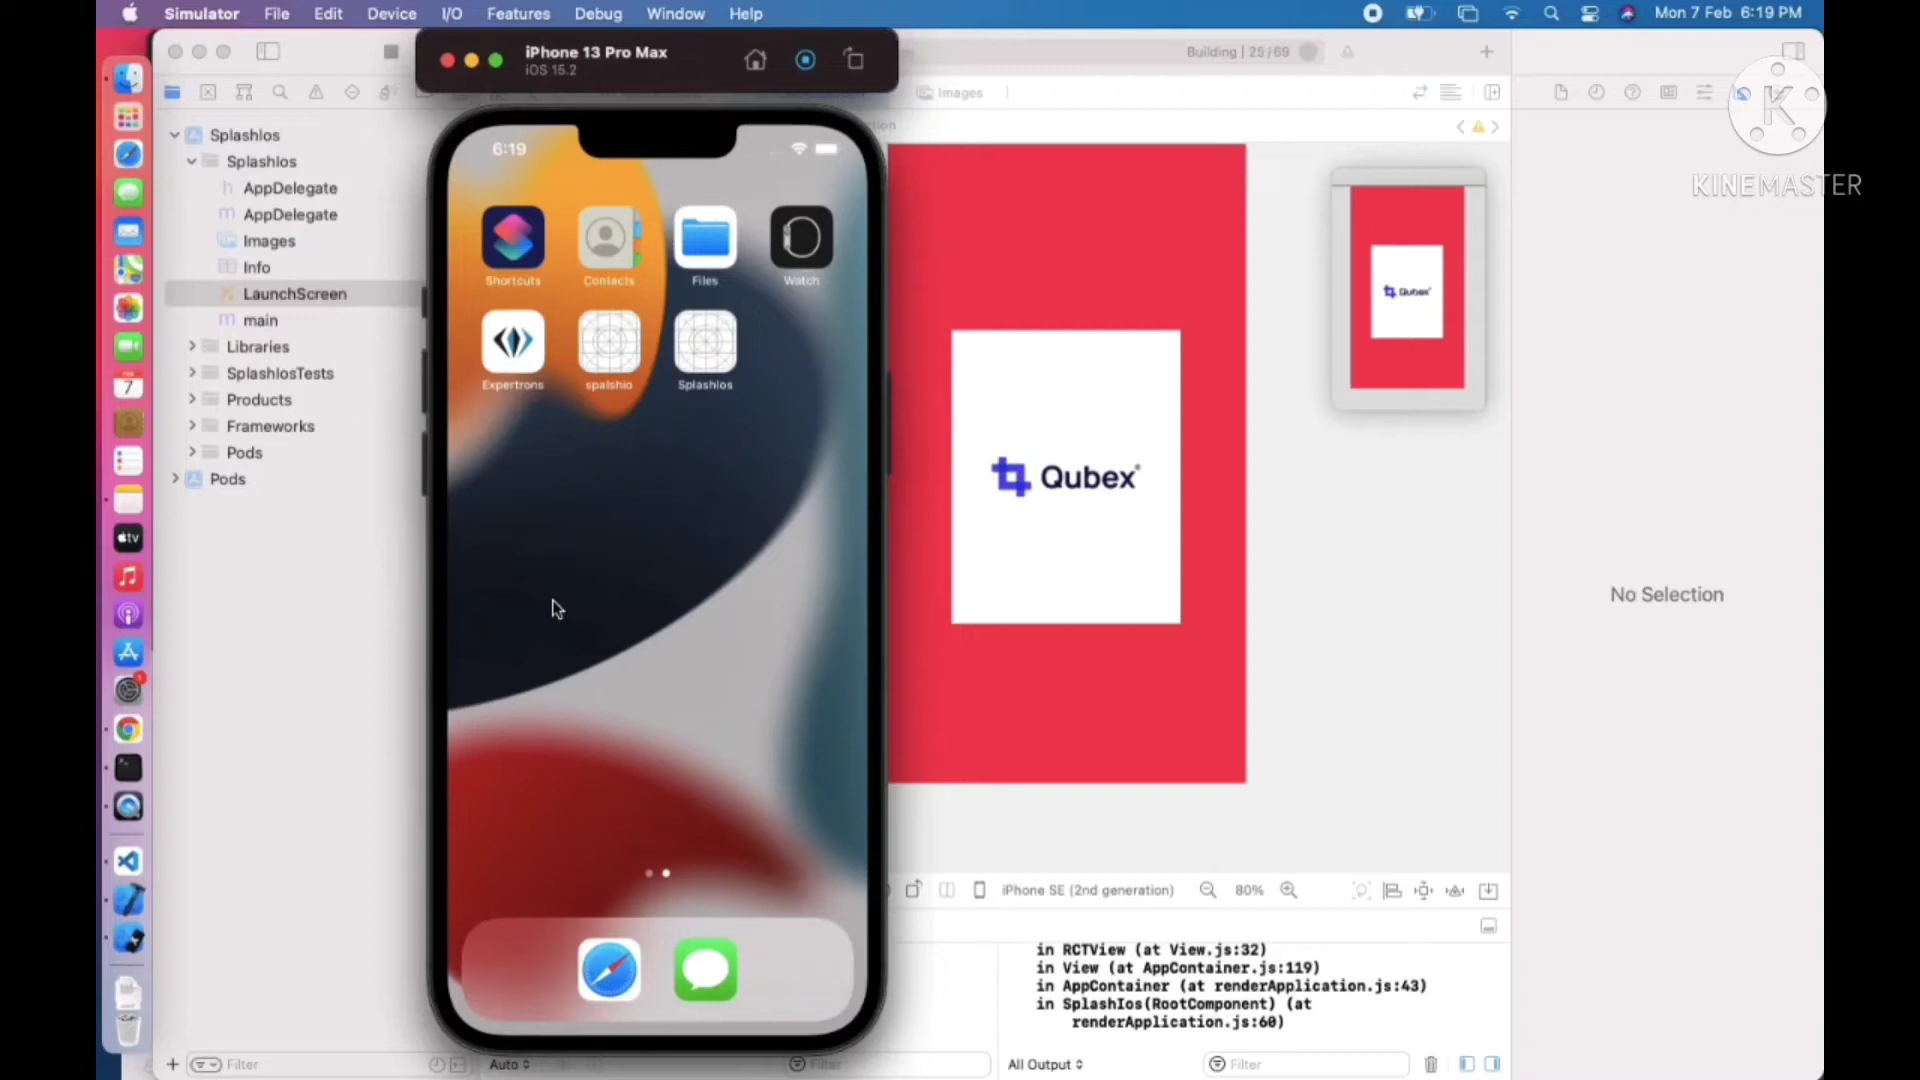 Simulator File Edit Device I/O Features Debug Window Help Mon 7 Feb 6:19 PM
iPhone 13 Pro Max
iOS 15.2
Building | 25/69
Images
KINEMASTER
SplashIos
SplashIos
AppDelegate
AppDelegate
Images
Info
LaunchScreen
main
Libraries
SplashIosTests
Products
Frameworks
Pods
Pods
6:19
Shortcuts Contacts Files Watch
Expertrons spalshio SplashIos
Qubex
Qubex
No Selection
iPhone SE (2nd generation) 80%
in RCTView (at View.js:32)
in View (at AppContainer.js:119)
in AppContainer (at renderApplication.js:43)
in SplashIos(RootComponent) (at
renderApplication.js:60)
Filter Auto Filter All Output Filter